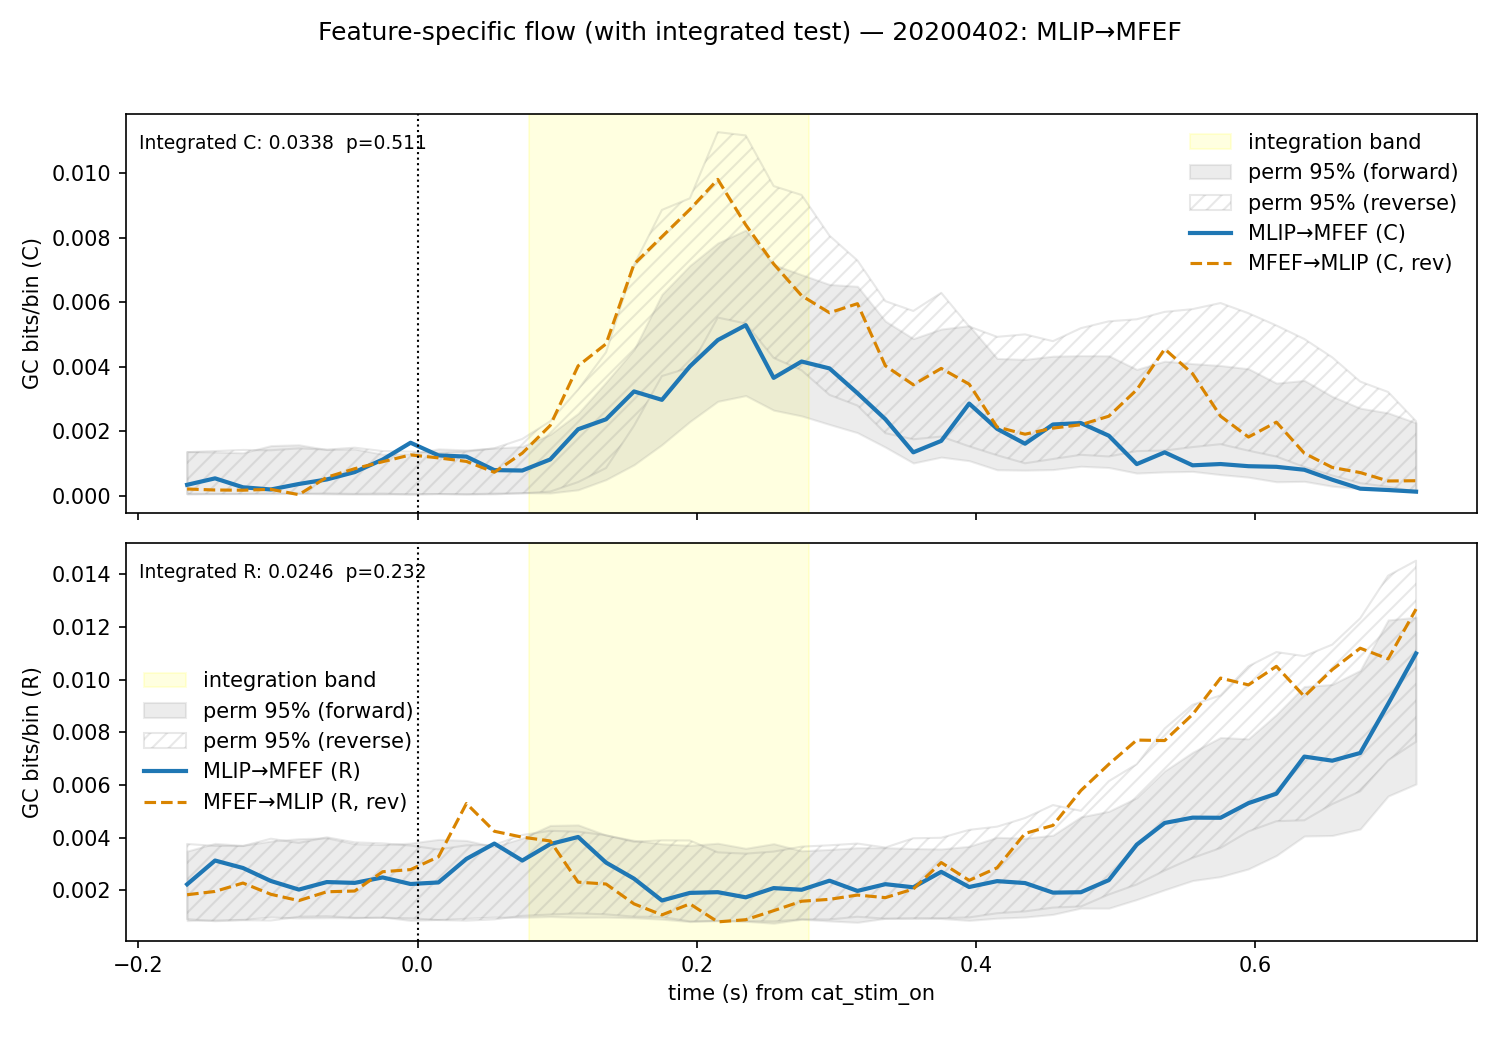 Feature-specific flow (with integrated test) — 20200402: MLIP→MFEF
Integrated C: 0.0338  p=0.511
integration band
perm 95% (forward)
perm 95% (reverse)
MLIP→MFEF (C)
MFEF→MLIP (C, rev)
GC bits/bin (C)
0.010
0.008
0.006
0.004
0.002
0.000
Integrated R: 0.0246  p=0.232
integration band
perm 95% (forward)
perm 95% (reverse)
MLIP→MFEF (R)
MFEF→MLIP (R, rev)
GC bits/bin (R)
0.014
0.012
0.010
0.008
0.006
0.004
0.002
−0.2
0.0
0.2
0.4
0.6
time (s) from cat_stim_on